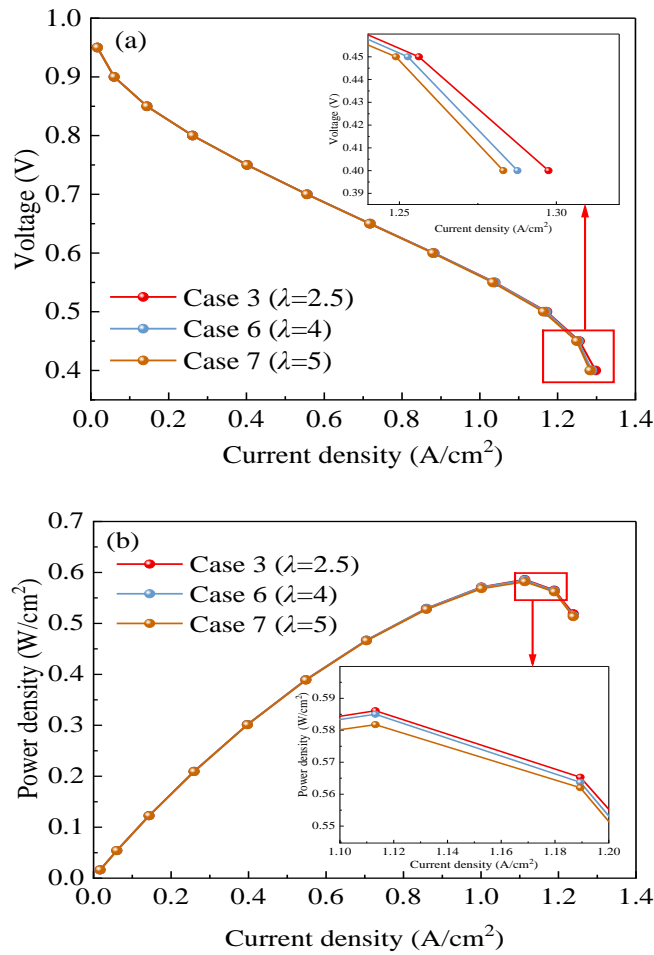 (a)
1.0
0.9
0.8
0.7
0.6
0.5
0.4
Voltage (V)
0.45
0.44
0.43
0.42
0.41
0.40
0.39
Voltage (V)
1.25 1.30
Current density (A/cm²)
Case 3 (λ=2.5)
Case 6 (λ=4)
Case 7 (λ=5)
0.0 0.2 0.4 0.6 0.8 1.0 1.2 1.4
Current density (A/cm²)
(b)
0.7
0.6
0.5
0.4
0.3
0.2
0.1
0.0
Power density (W/cm²)
Case 3 (λ=2.5)
Case 6 (λ=4)
Case 7 (λ=5)
0.59
0.58
0.57
0.56
0.55
Power density (W/cm²)
1.10 1.12 1.14 1.16 1.18 1.20
Current density (A/cm²)
0.0 0.2 0.4 0.6 0.8 1.0 1.2 1.4
Current density (A/cm²)